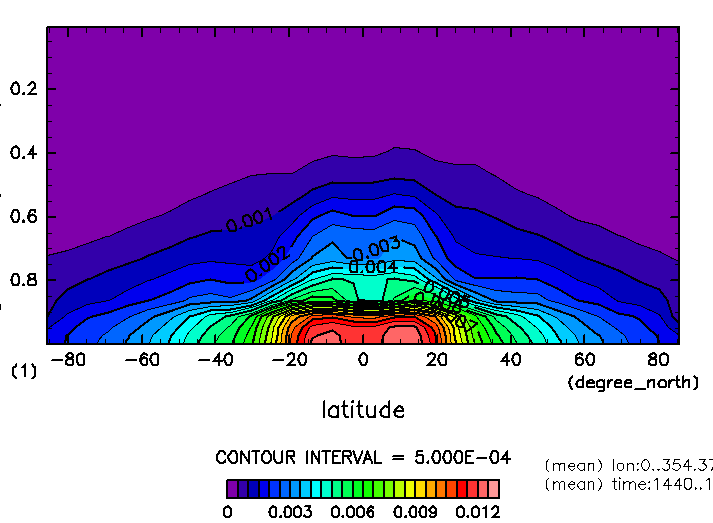 0.2
0.4
0.6
0.8
0.001
0.002
0.003
0.004
(1)
−80 −60 −40 −20 0 20 40 60 80
(degree_north)
latitude
CONTOUR INTERVAL = 5.000E−04
(mean) lon:0..354.37
(mean) time:1440..1
0 0.003 0.006 0.009 0.012